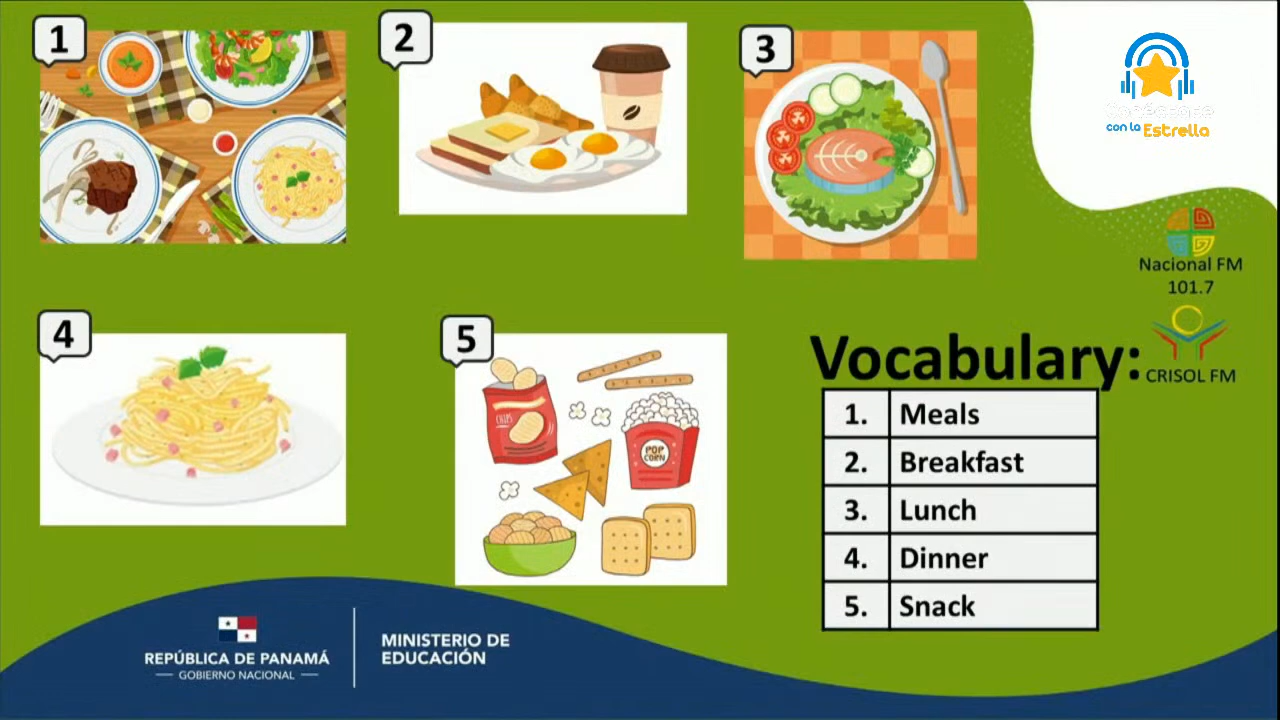 1
2
3
Conéctate
con la Estrella
Nacional FM
101.7
4
5
CHIPS
POP
CORN
Vocabulary:
CRISOL FM
1. Meals
2. Breakfast
3. Lunch
4. Dinner
5. Snack
REPÚBLICA DE PANAMÁ
GOBIERNO NACIONAL
MINISTERIO DE
EDUCACIÓN